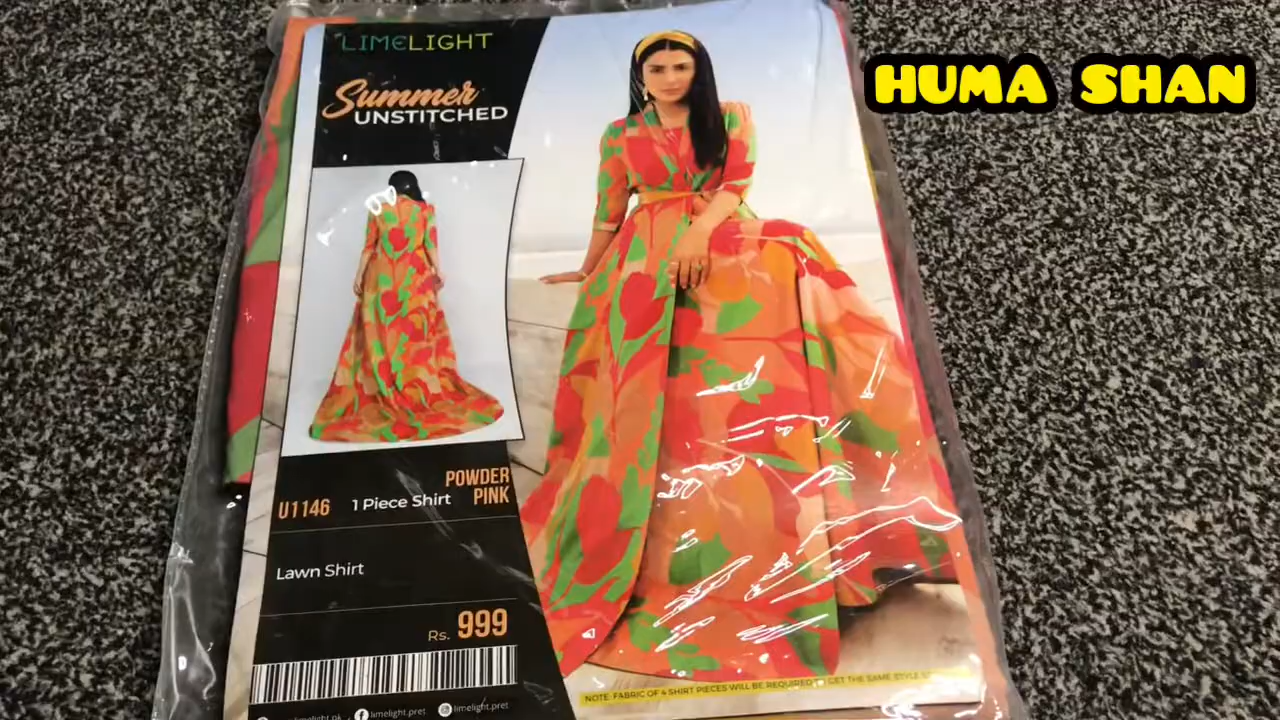 LIMELIGHT
HUMA SHAN
Summer
UNSTITCHED
U1146 1 Piece Shirt POWDER
PINK
Lawn Shirt
Rs. 999
limelight.pret limelight.pret
NOTE: FABRIC OF 4 SHIRT PIECES WILL BE REQUIRED TO GET THE SAME STYLE